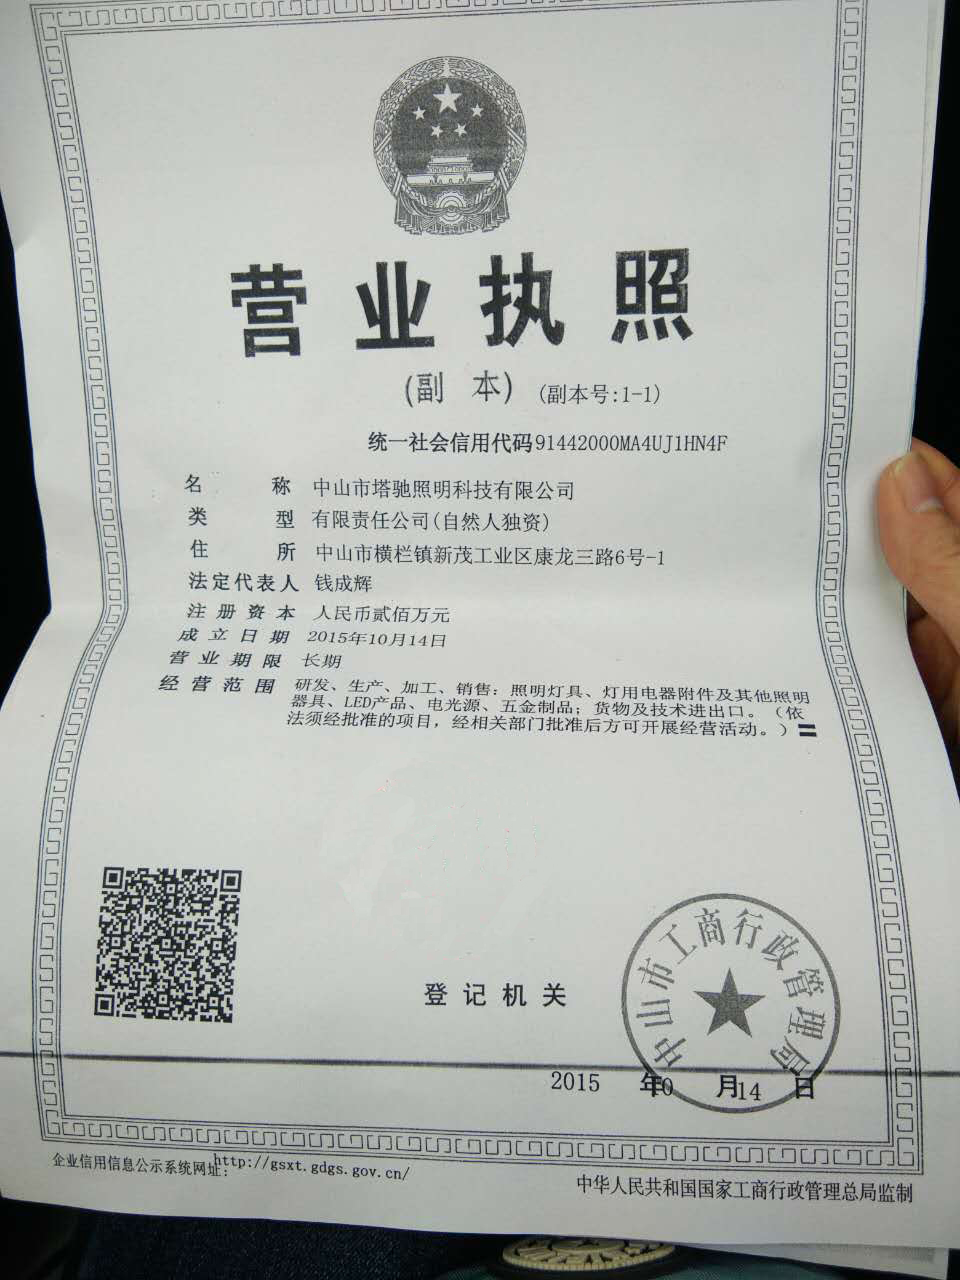 营业执照
(副 本) (副本号:1-1)
统一社会信用代码91442000MA4UJ1HN4F
名 称 中山市塔驰照明科技有限公司
类 型 有限责任公司(自然人独资)
住 所 中山市横栏镇新茂工业区康龙三路6号-1
法定代表人 钱成辉
注册资本 人民币贰佰万元
成立日期 2015年10月14日
营业期限 长期
经营范围 研发、生产、加工、销售：照明灯具、灯用电器附件及其他照明
器具、LED产品、电光源、五金制品；货物及技术进出口。（依
法须经批准的项目，经相关部门批准后方可开展经营活动。）
登记机关
中山市工商行政管理局
2015 年10 月14 日
企业信用信息公示系统网址: http://gsxt.gdgs.gov.cn/
中华人民共和国国家工商行政管理总局监制